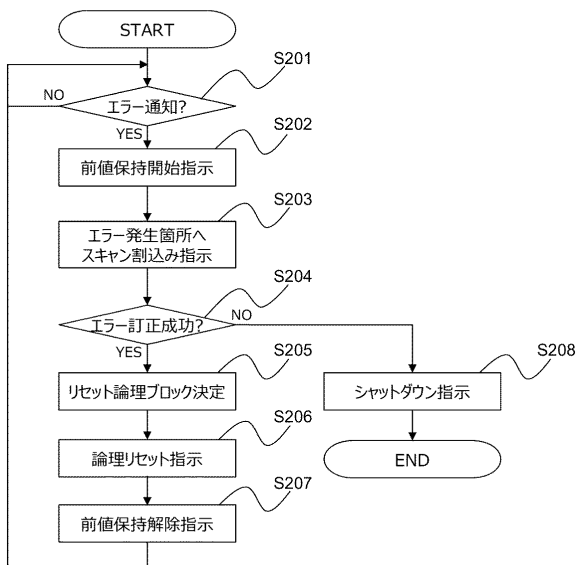 START
S201
NO
エラー通知?
YES
S202
前値保持開始指示
S203
エラー発生箇所へ
スキャン割込み指示
S204
NO
エラー訂正成功?
YES
S205
リセット論理ブロック決定
S208
シャットダウン指示
S206
論理リセット指示
END
S207
前値保持解除指示